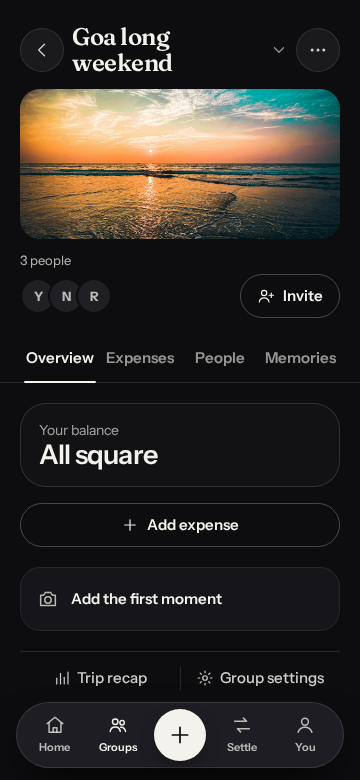 Goa long
weekend
3 people
Y N R
Invite
Overview Expenses People Memories
Your balance
All square
Add expense
Add the first moment
Trip recap Group settings
Home Groups Settle You